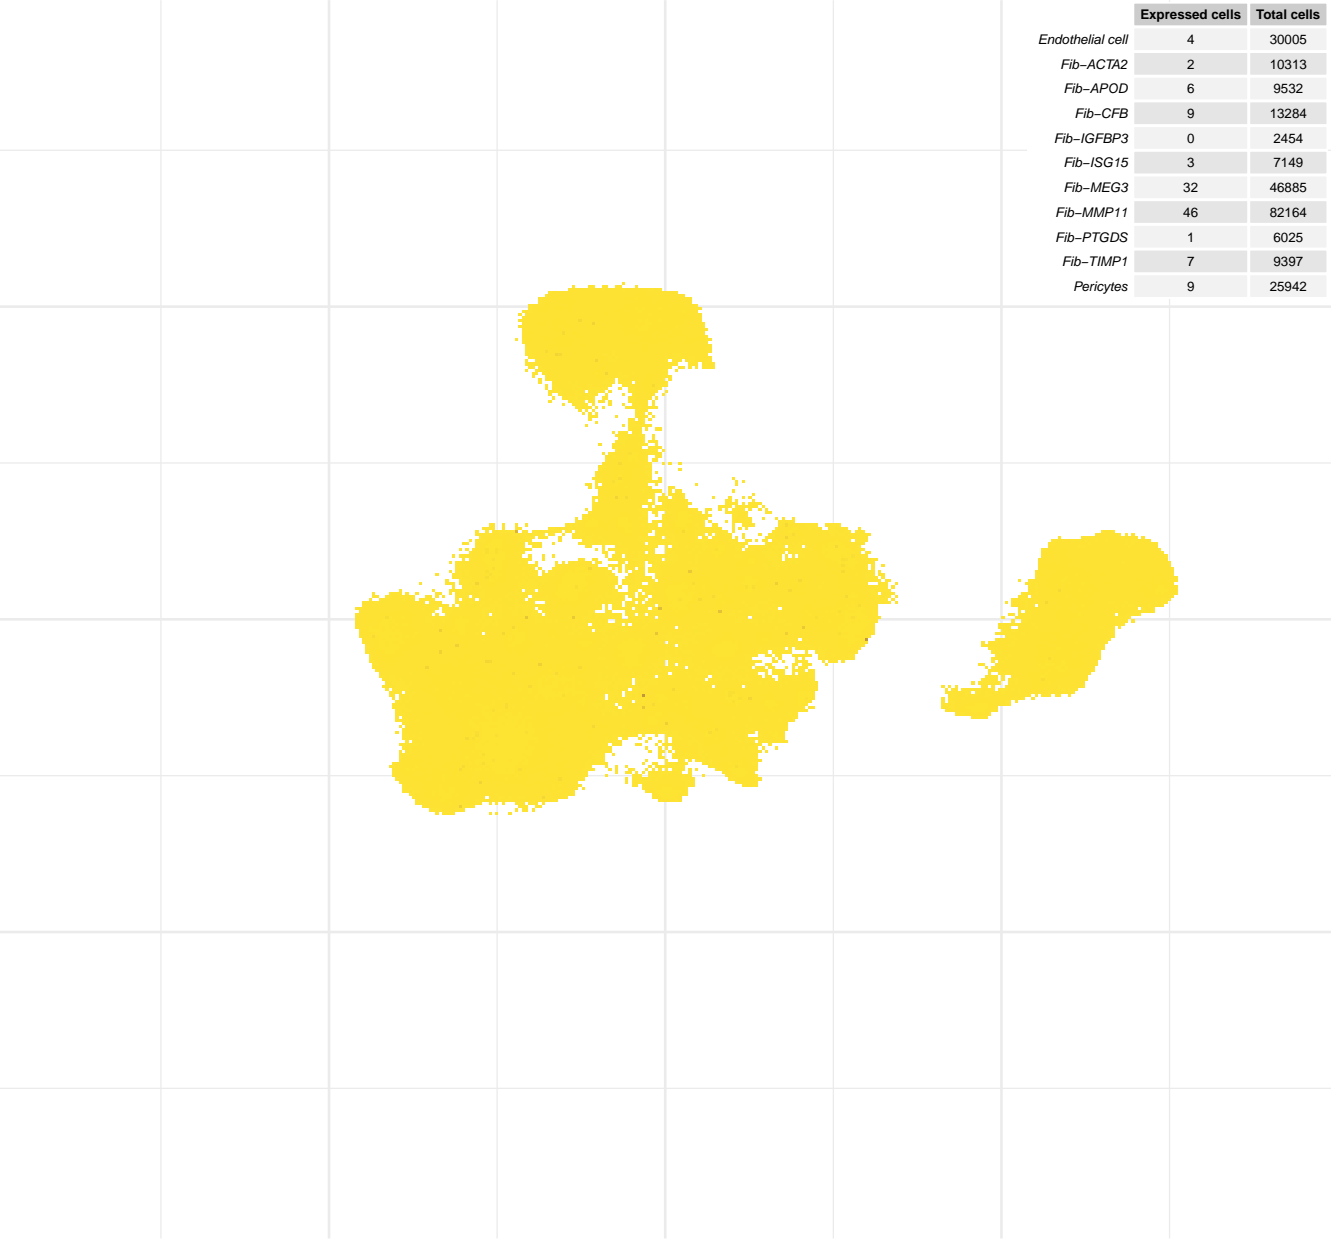 Expressed cells Total cells
Endothelial cell 4 30005
Fib−ACTA2 2 10313
Fib−APOD 6 9532
Fib−CFB 9 13284
Fib−IGFBP3 0 2454
Fib−ISG15 3 7149
Fib−MEG3 32 46885
Fib−MMP11 46 82164
Fib−PTGDS 1 6025
Fib−TIMP1 7 9397
Pericytes 9 25942